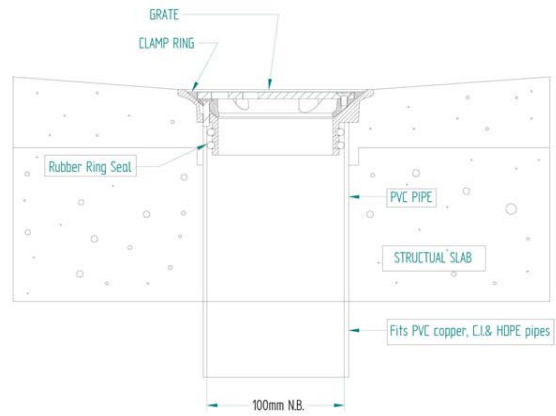 GRATE
CLAMP RING
Rubber Ring Seal
PVC PIPE
STRUCTUAL SLAB
Fits PVC copper, C.I.& HDPE pipes
100mm N.B.